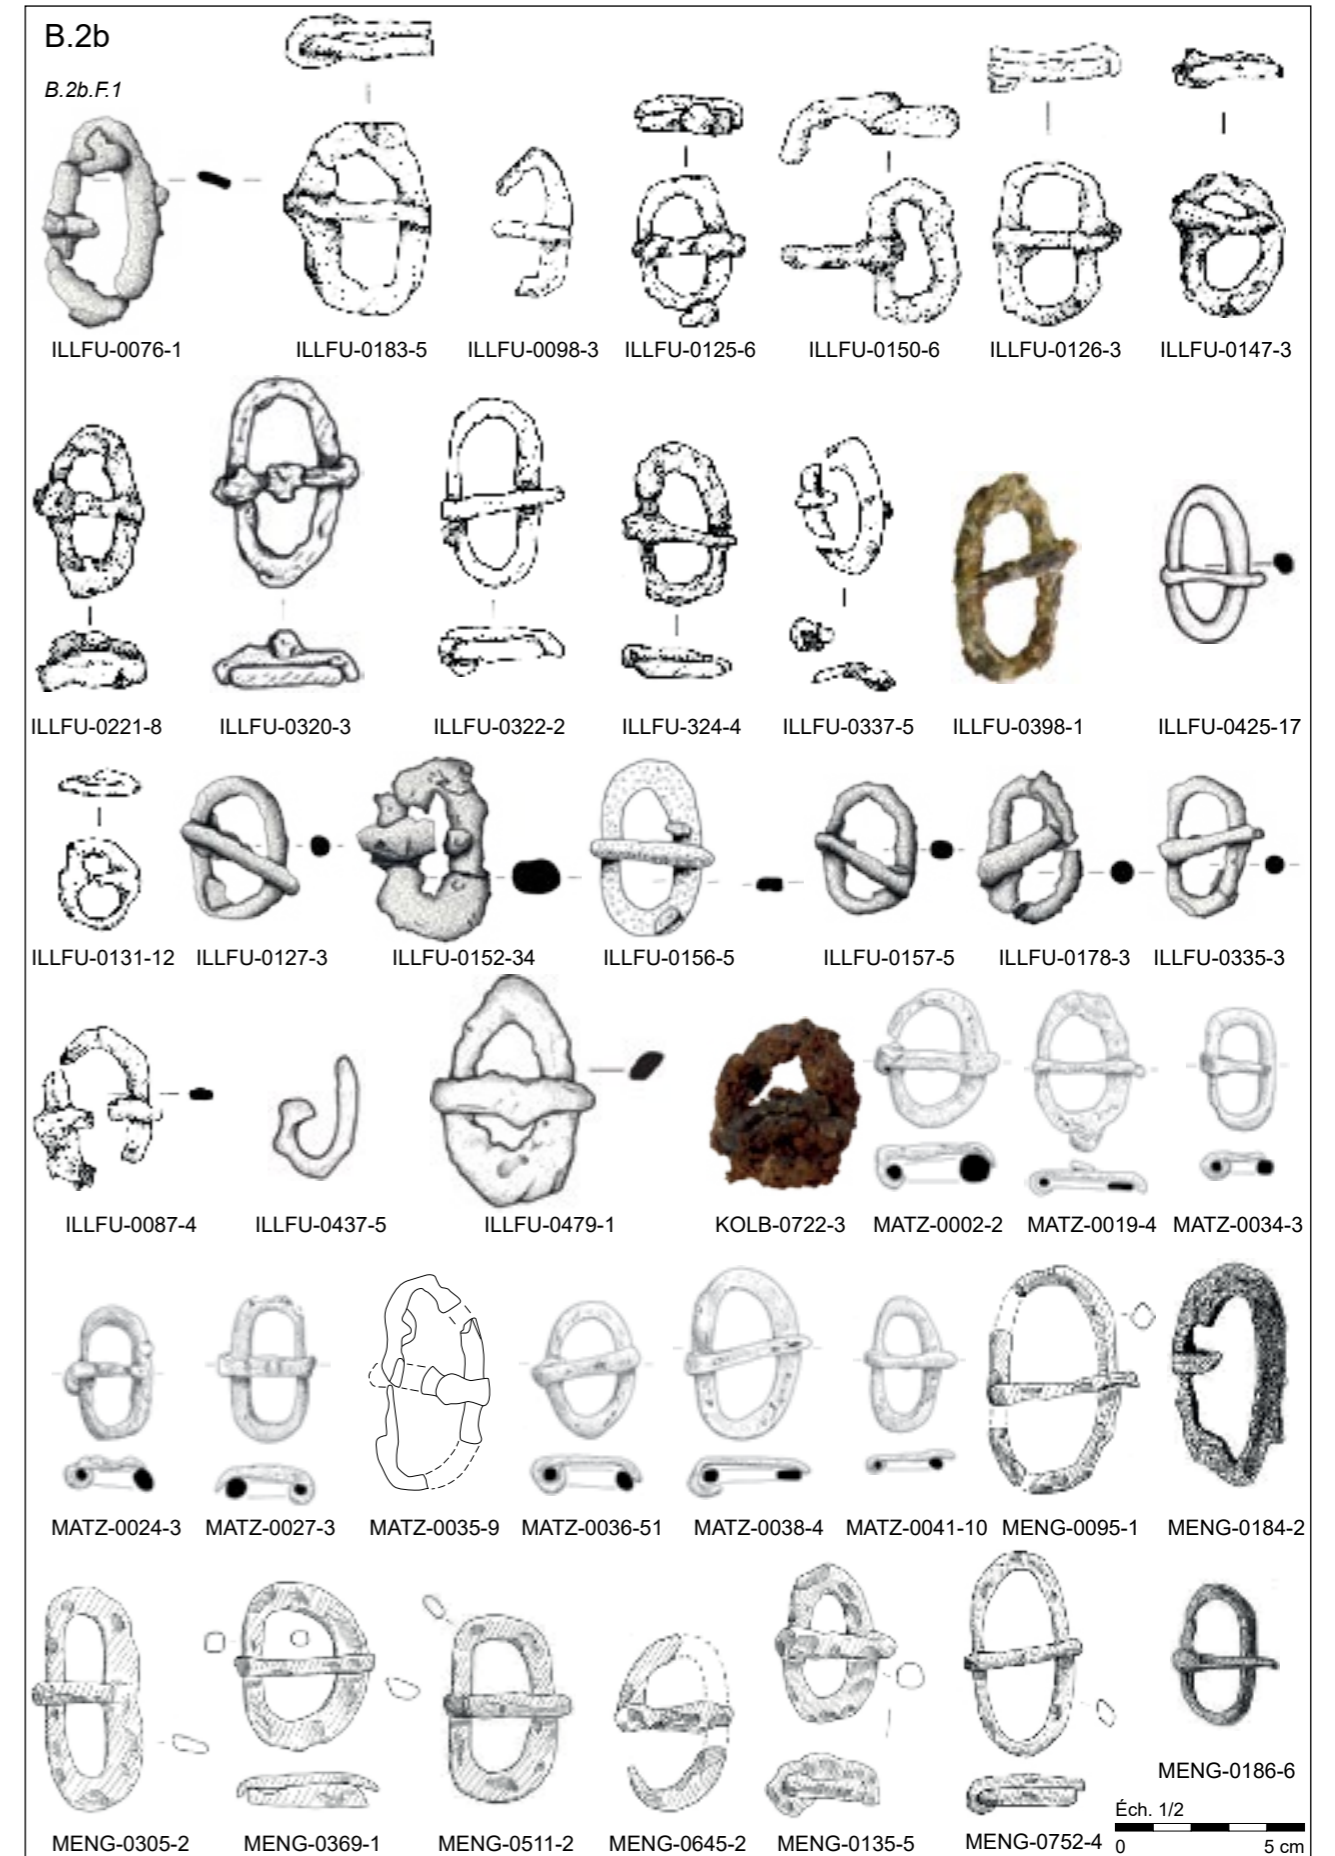 B.2b
B.2b.F.1
ILLFU-0076-1 ILLFU-0183-5 ILLFU-0098-3 ILLFU-0125-6 ILLFU-0150-6 ILLFU-0126-3 ILLFU-0147-3
ILLFU-0221-8 ILLFU-0320-3 ILLFU-0322-2 ILLFU-324-4 ILLFU-0337-5 ILLFU-0398-1 ILLFU-0425-17
ILLFU-0131-12 ILLFU-0127-3 ILLFU-0152-34 ILLFU-0156-5 ILLFU-0157-5 ILLFU-0178-3 ILLFU-0335-3
ILLFU-0087-4 ILLFU-0437-5 ILLFU-0479-1 KOLB-0722-3 MATZ-0002-2 MATZ-0019-4 MATZ-0034-3
MATZ-0024-3 MATZ-0027-3 MATZ-0035-9 MATZ-0036-51 MATZ-0038-4 MATZ-0041-10 MENG-0095-1 MENG-0184-2
MENG-0186-6
MENG-0305-2 MENG-0369-1 MENG-0511-2 MENG-0645-2 MENG-0135-5 MENG-0752-4
Éch. 1/2
0 5 cm